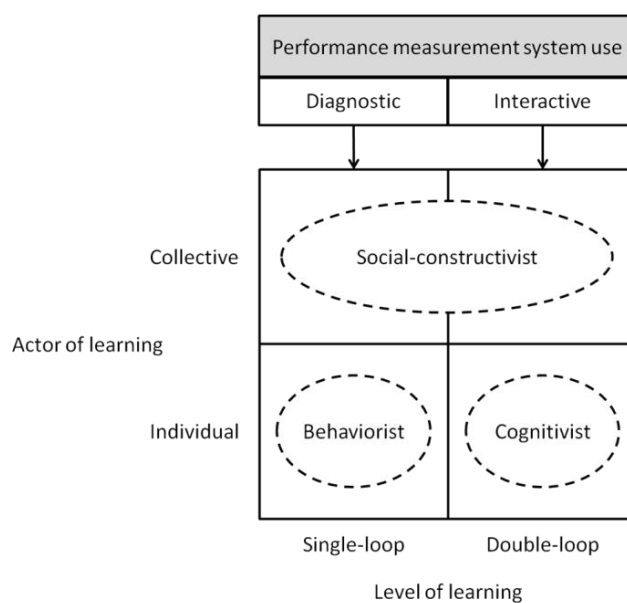 Performance measurement system use
Diagnostic
Interactive
Collective
Social-constructivist
Actor of learning
Individual
Behaviorist
Cognitivist
Single-loop
Double-loop
Level of learning